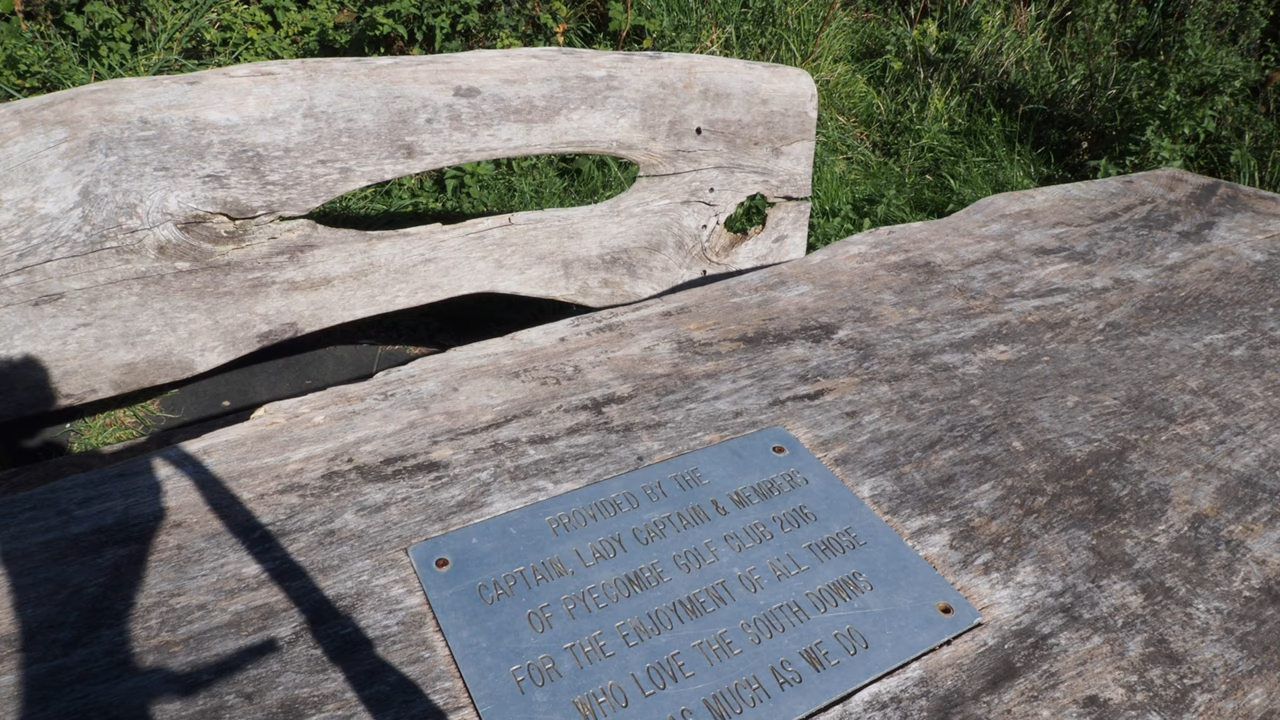 PROVIDED BY THE
CAPTAIN, LADY CAPTAIN & MEMBERS
OF PYECOMBE GOLF CLUB 2016
FOR THE ENJOYMENT OF ALL THOSE
WHO LOVE THE SOUTH DOWNS
AS MUCH AS WE DO